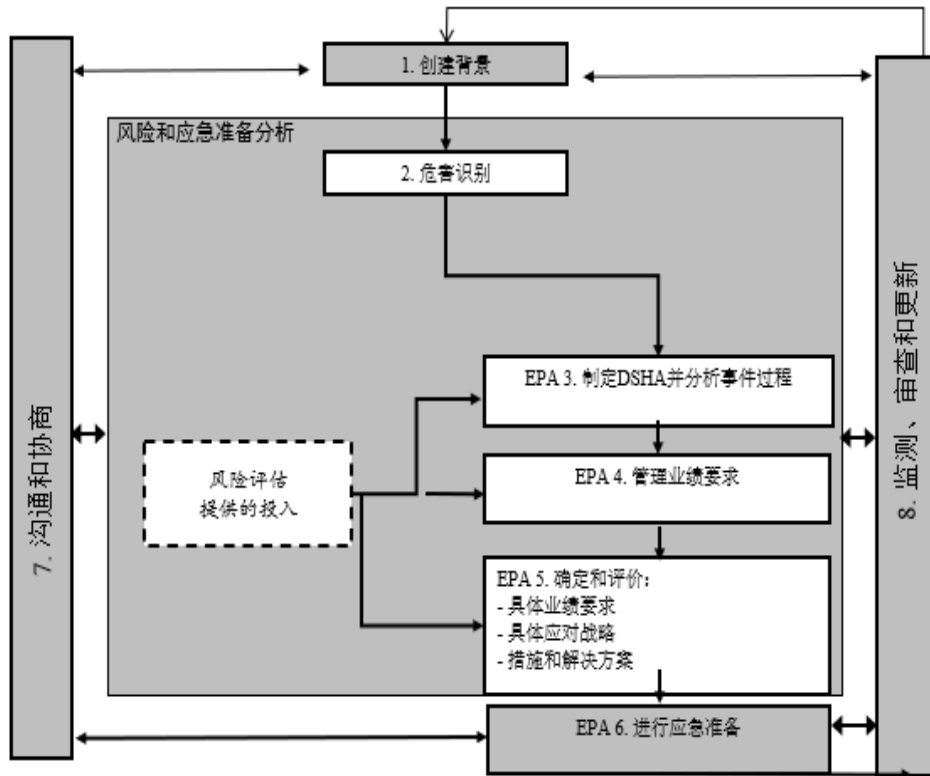 1. 创建背景
风险和应急准备分析
2. 危害识别
EPA 3. 制定DSHA并分析事件过程
风险评估
提供的投入
EPA 4. 管理业绩要求
EPA 5. 确定和评价：
- 具体业绩要求
- 具体应对战略
- 措施和解决方案
EPA 6. 进行应急准备
7. 沟通和协商
8. 监测、审查和更新